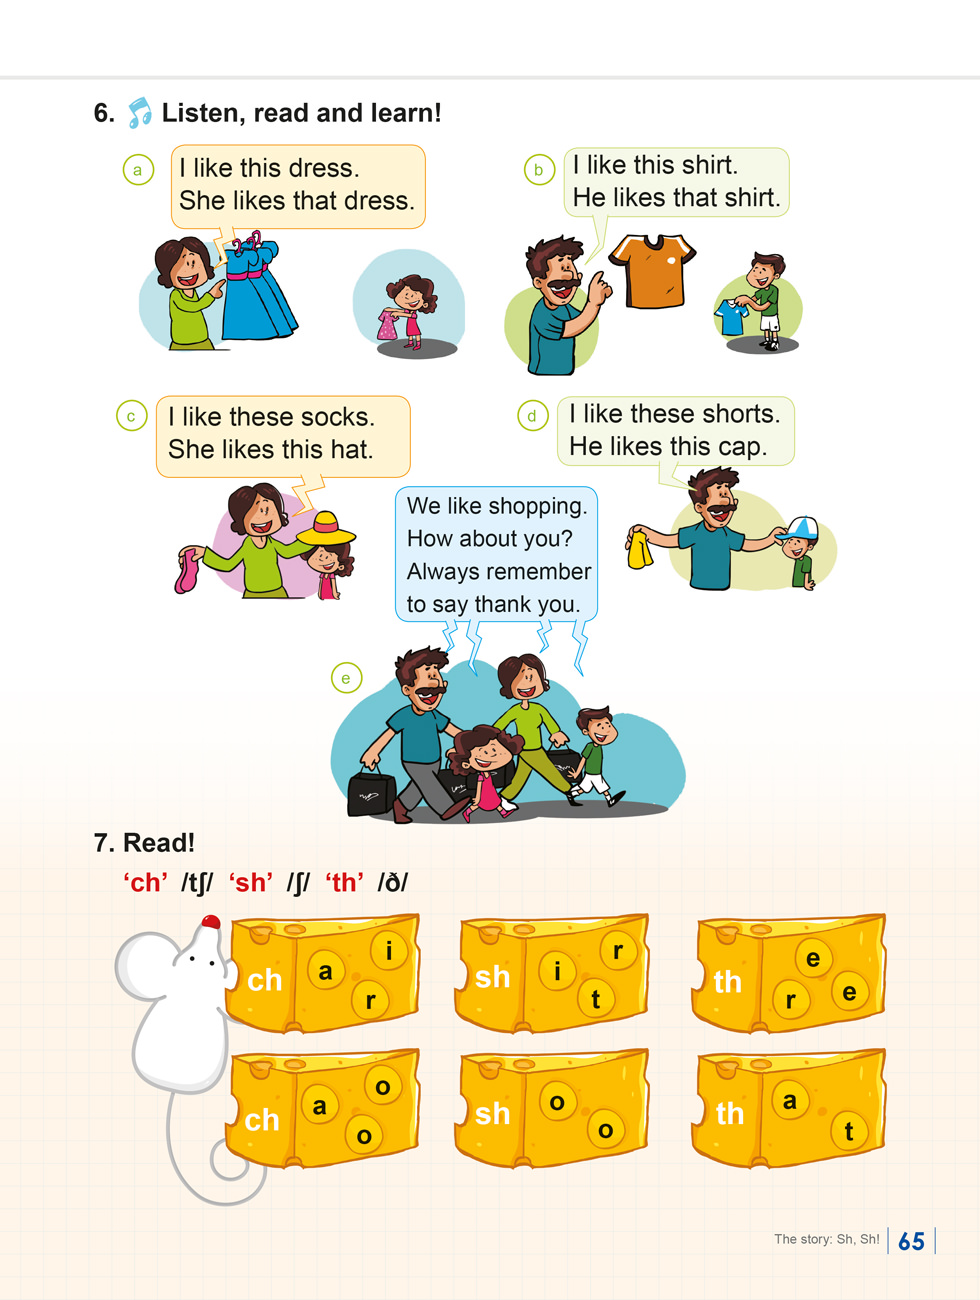 6. Listen, read and learn!
a
I like this dress.
She likes that dress.
b
I like this shirt.
He likes that shirt.
c
I like these socks.
She likes this hat.
d
I like these shorts.
He likes this cap.
We like shopping.
How about you?
Always remember
to say thank you.
e
7. Read!
‘ch’ /tʃ/ ‘sh’ /ʃ/ ‘th’ /ð/
ch a i r
sh i r t
th e r e
ch a o o
sh o o
th a t
The story: Sh, Sh! 65